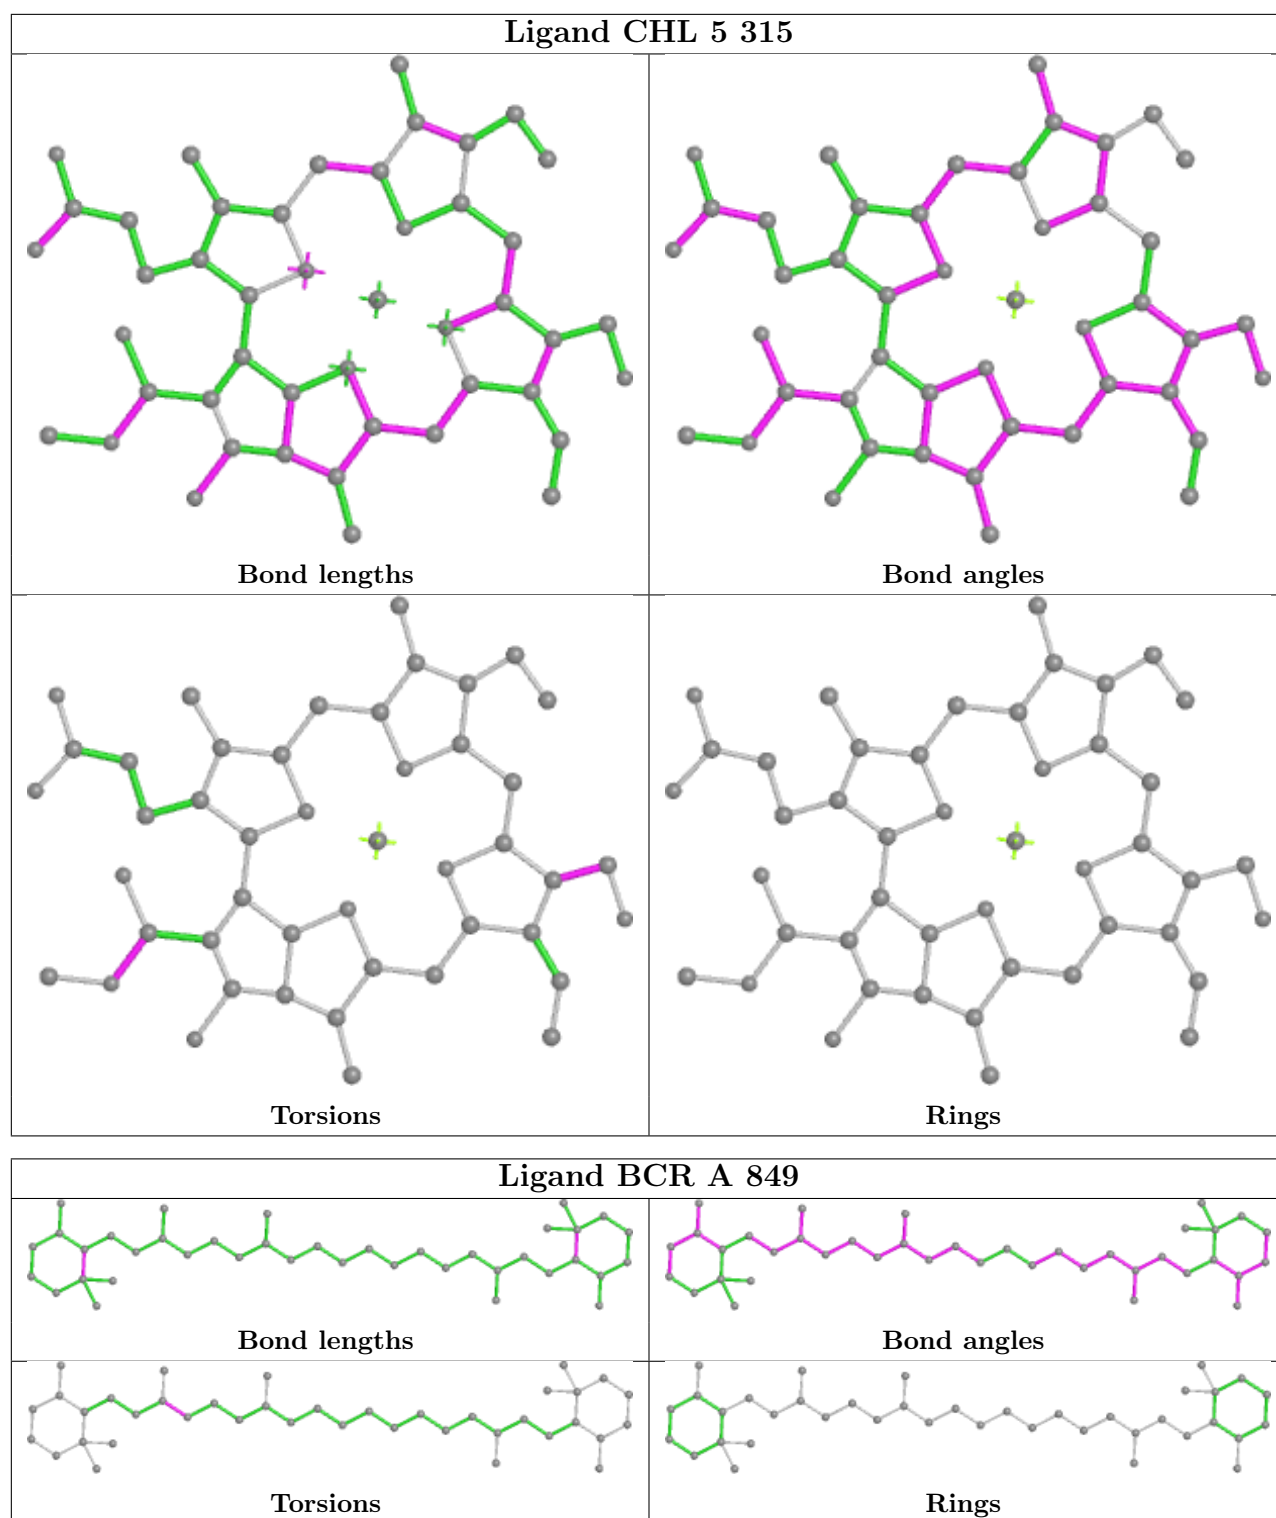 Ligand CHL 5 315
Bond lengths
Bond angles
Torsions
Rings
Ligand BCR A 849
Bond lengths
Bond angles
Torsions
Rings